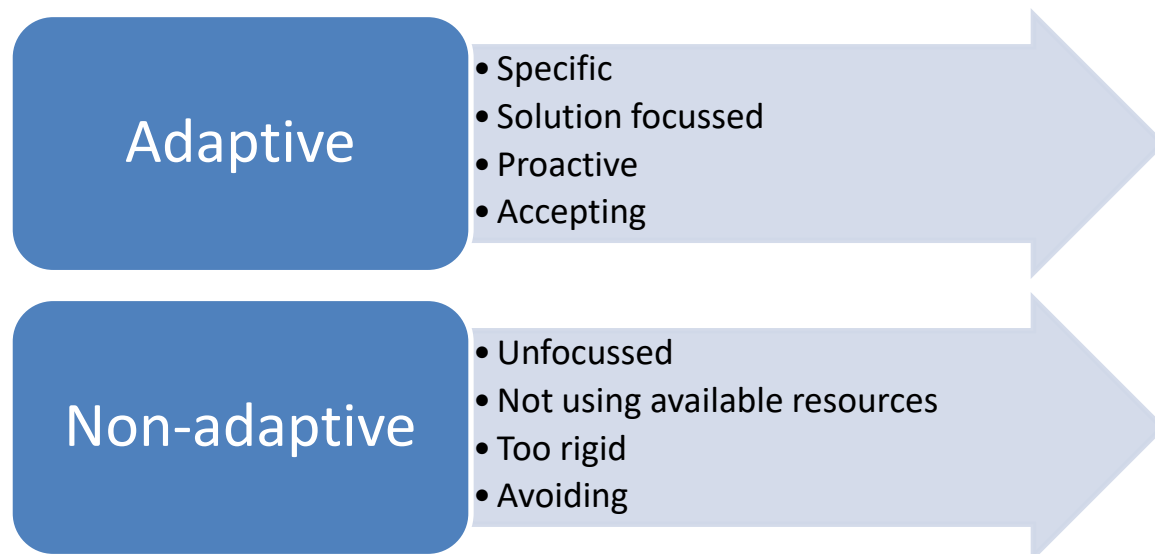 Adaptive
• Specific
• Solution focussed
• Proactive
• Accepting
Non-adaptive
• Unfocussed
• Not using available resources
• Too rigid
• Avoiding